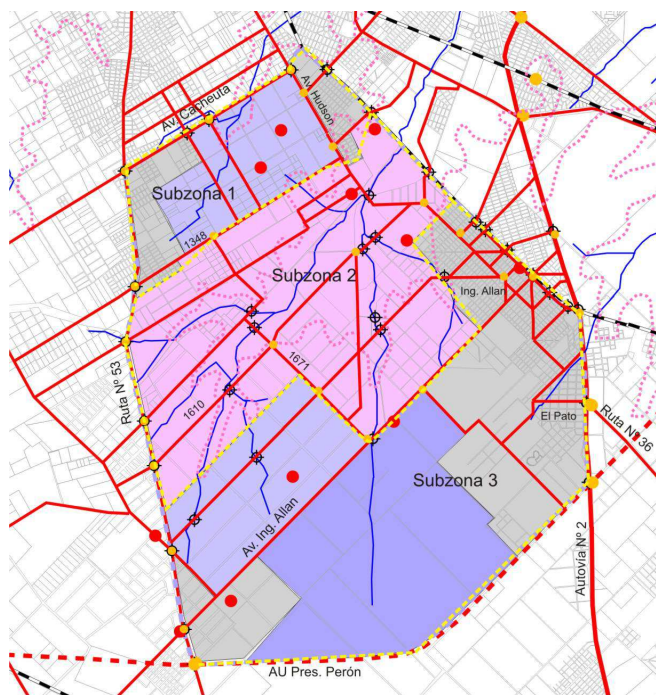 Av. Cacheuta
Av. Hudson
Subzona 1
1348
Subzona 2
Ing. Allan
Ruta Nº 53
1671
1610
El Pato
Ruta Nº 36
Subzona 3
Av. Ing. Allan
Autovía Nº 2
AU Pres. Perón